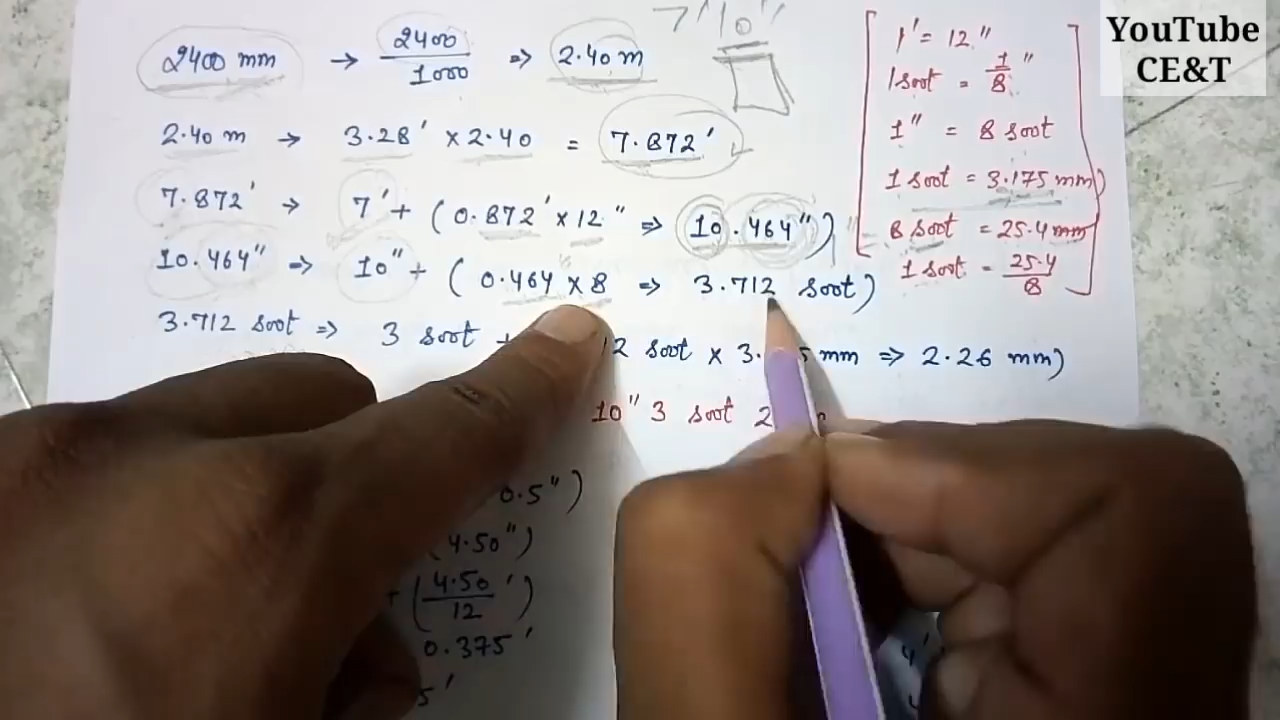 7' 10"
2400 mm → 2400/1000 ⇒ 2.40 m
2.40 m → 3.28' × 2.40 = 7.872'
7.872' → 7' + (0.872' × 12" ⇒ 10.464")
10.464" ⇒ 10" + (0.464 × 8 ⇒ 3.712 soot)
3.712 soot ⇒ 3 soot + 12 soot × 3. 5 mm ⇒ 2.26 mm)
10" 3 soot 2
0.5")
(4.50")
+ (4.50'/12)
0.375'
5'
1' = 12"
1 soot = 1/8"
1" = 8 soot
1 soot = 3.175 mm)
8 soot = 25.4 mm
1 soot = 25.4/8
YouTube
CE&T
4'